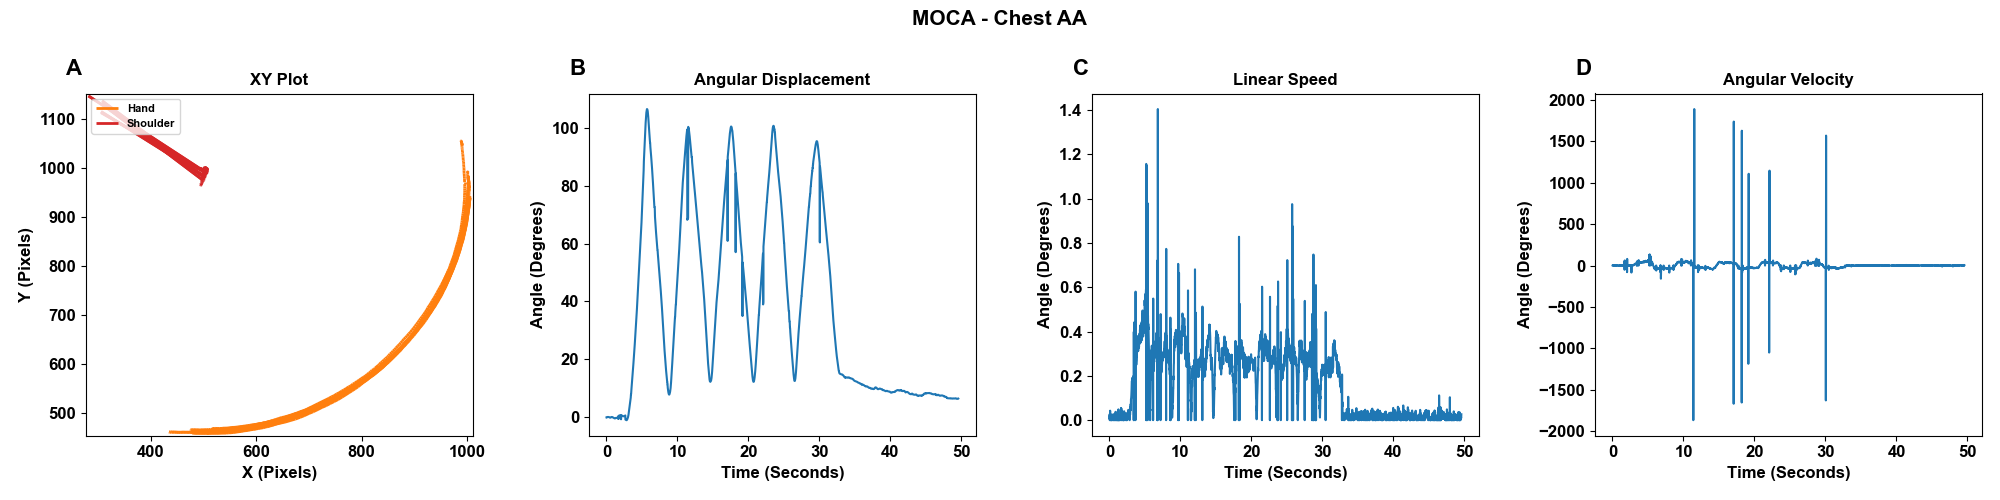 MOCA - Chest AA
A
XY Plot
Hand
Shoulder
1100
1000
900
800
700
600
500
400
600
800
1000
Y (Pixels)
X (Pixels)
B
Angular Displacement
100
80
60
40
20
0
0
10
20
30
40
50
Angle (Degrees)
Time (Seconds)
C
Linear Speed
1.4
1.2
1.0
0.8
0.6
0.4
0.2
0.0
0
10
20
30
40
50
Angle (Degrees)
Time (Seconds)
D
Angular Velocity
2000
1500
1000
500
0
−500
−1000
−1500
−2000
0
10
20
30
40
50
Angle (Degrees)
Time (Seconds)